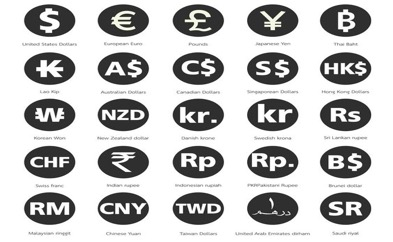 $ € £ ¥ ฿
United States Dollars European Euro Pounds Japanese Yen Thai Baht
₭ A$ C$ S$ HK$
Lao Kip Australian Dollars Canadian Dollars Singaporean Dollars Hong Kong Dollars
₩ NZD kr. kr Rs
Korean Won New Zealand dollar Danish krone Swedish krona Sri Lankan rupee
CHF ₹ Rp Rp. B$
Swiss franc Indian rupee Indonesian rupiah PKRPakistani Rupee Brunei dollar
RM CNY TWD درهم SR
Malaysian ringgit Chinese Yuan Taiwan Dollars United Arab Emirates dirham Saudi riyal